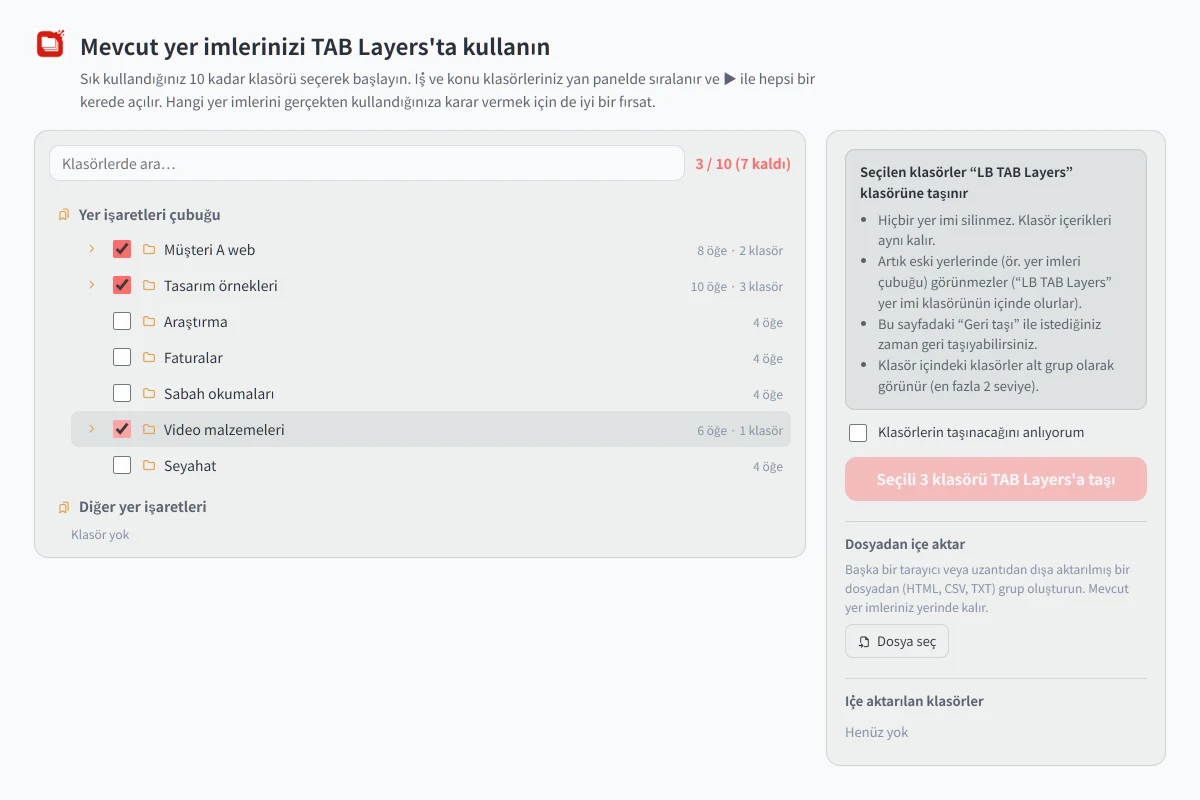 Mevcut yer imlerinizi TAB Layers'ta kullanın
Sık kullandığınız 10 kadar klasörü seçerek başlayın. İş ve konu klasörleriniz yan panelde sıralanır ve ▶ ile hepsi bir
kerede açılır. Hangi yer imlerini gerçekten kullandığınıza karar vermek için de iyi bir fırsat.
Klasörlerde ara…
3 / 10 (7 kaldı)
Yer işaretleri çubuğu
Müşteri A web
8 öğe · 2 klasör
Tasarım örnekleri
10 öğe · 3 klasör
Araştırma
4 öğe
Faturalar
4 öğe
Sabah okumaları
4 öğe
Video malzemeleri
6 öğe · 1 klasör
Seyahat
4 öğe
Diğer yer işaretleri
Klasör yok
Seçilen klasörler “LB TAB Layers”
klasörüne taşınır
• Hiçbir yer imi silinmez. Klasör içerikleri
aynı kalır.
• Artık eski yerlerinde (ör. yer imleri
çubuğu) görünmezler (“LB TAB Layers”
yer imi klasörünün içinde olurlar).
• Bu sayfadaki “Geri taşı” ile istediğiniz
zaman geri taşıyabilirsiniz.
• Klasör içindeki klasörler alt grup olarak
görünür (en fazla 2 seviye).
Klasörlerin taşınacağını anlıyorum
Seçili 3 klasörü TAB Layers'a taşı
Dosyadan içe aktar
Başka bir tarayıcı veya uzantıdan dışa aktarılmış bir
dosyadan (HTML, CSV, TXT) grup oluşturun. Mevcut
yer imleriniz yerinde kalır.
Dosya seç
İçe aktarılan klasörler
Henüz yok